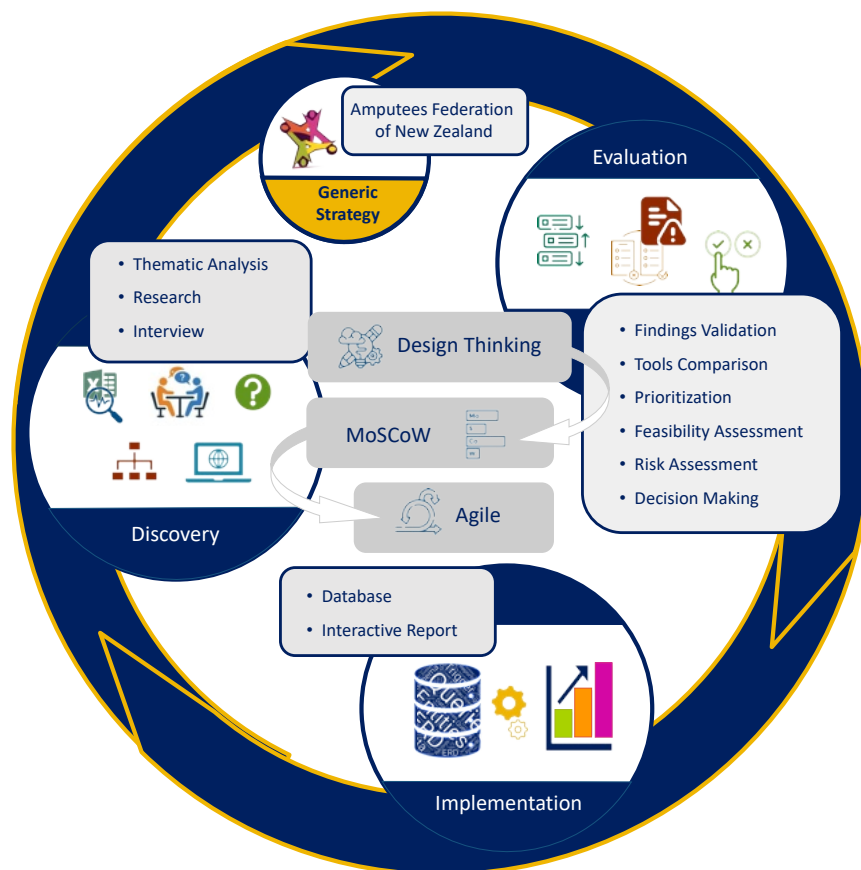 Amputees Federation
of New Zealand
Generic
Strategy
Evaluation
• Thematic Analysis
• Research
• Interview
Discovery
Design Thinking
MoSCoW
Agile
• Findings Validation
• Tools Comparison
• Prioritization
• Feasibility Assessment
• Risk Assessment
• Decision Making
• Database
• Interactive Report
ERD
Implementation